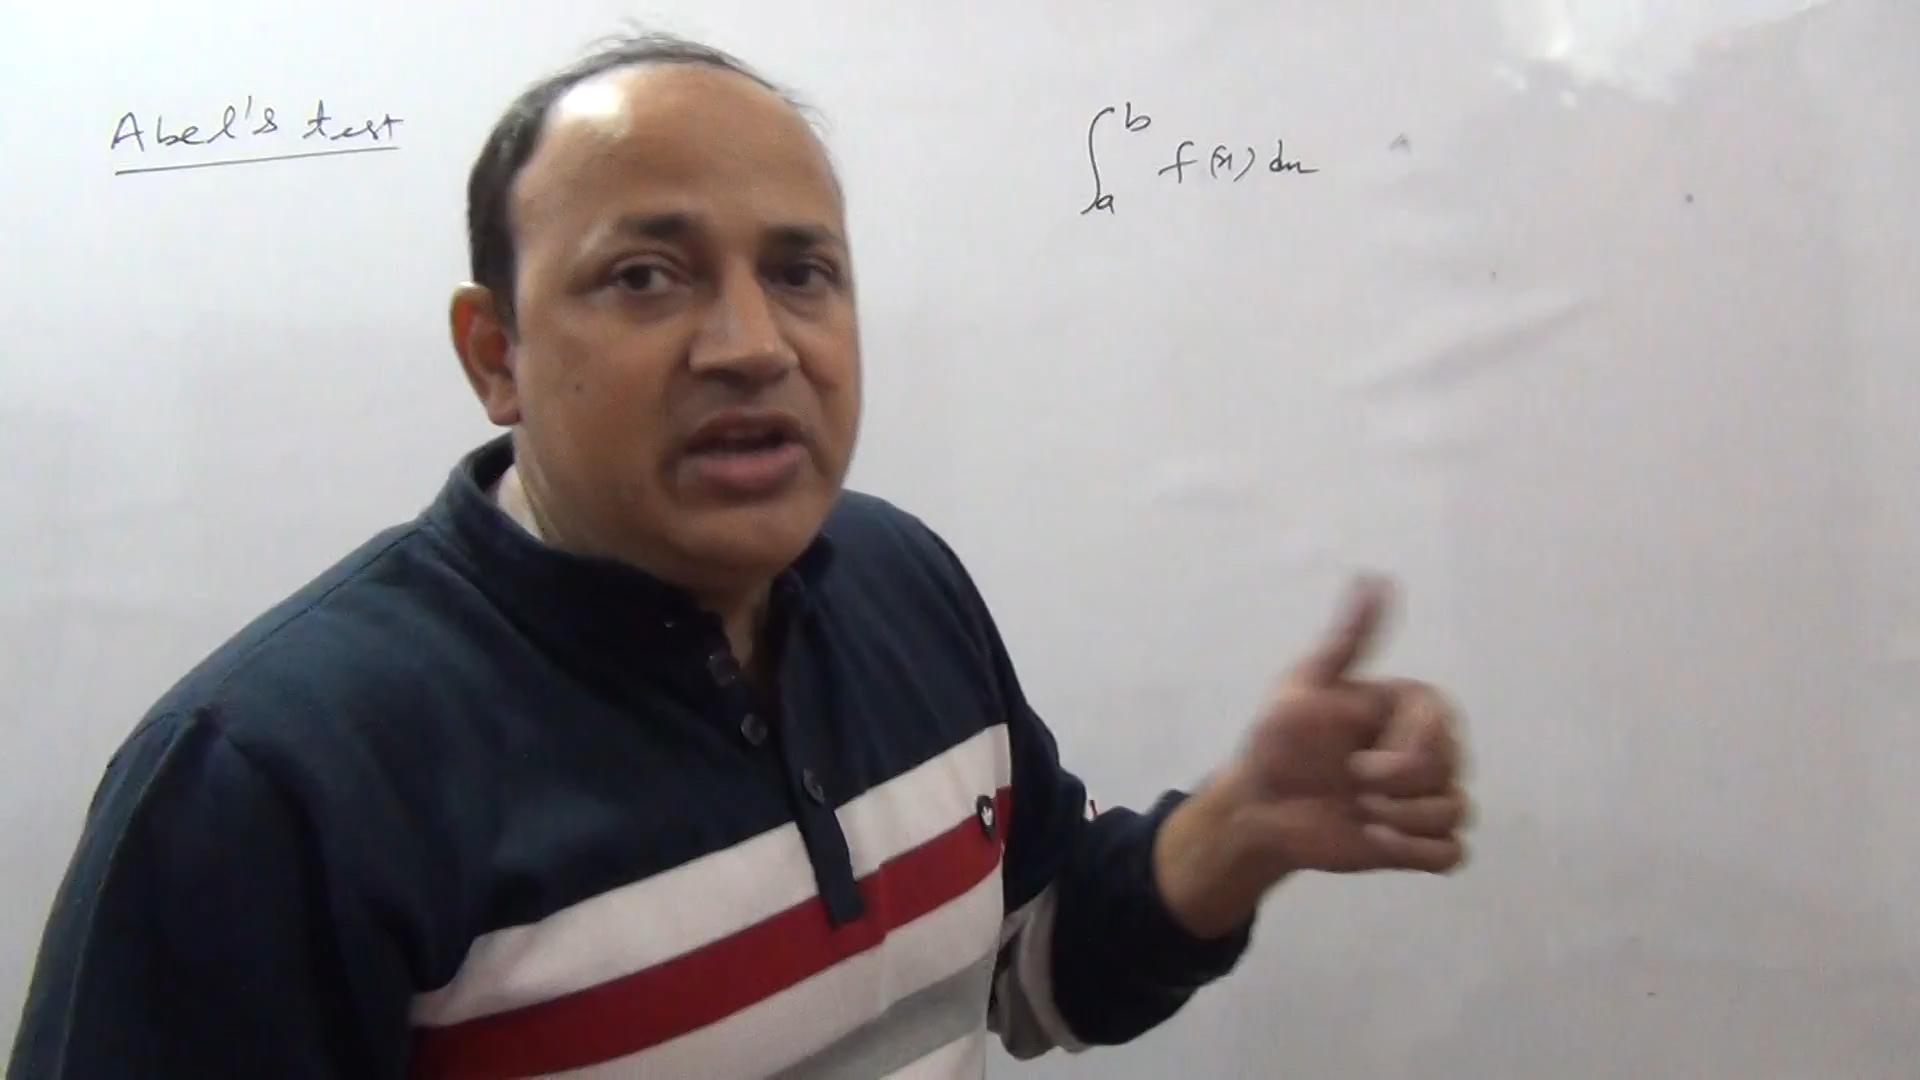 Abel's test
∫_a^b f(x) dx